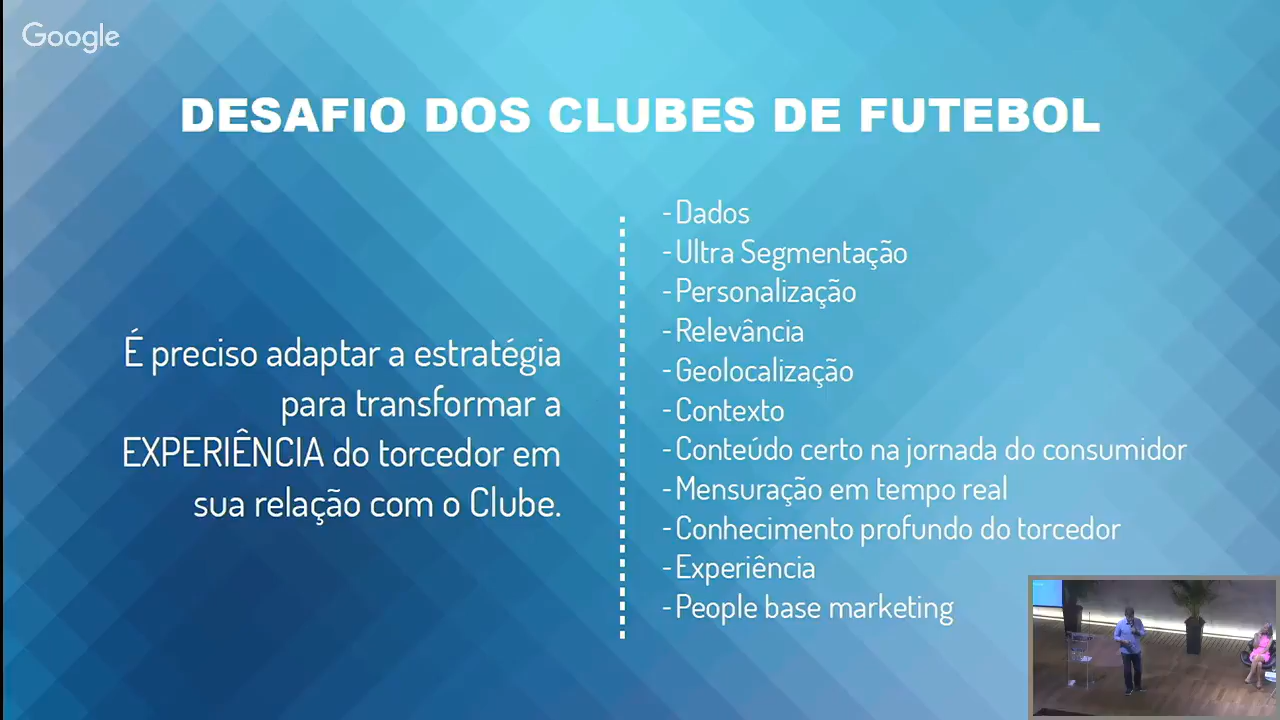 Google
DESAFIO DOS CLUBES DE FUTEBOL
É preciso adaptar a estratégia
para transformar a
EXPERIÊNCIA do torcedor em
sua relação com o Clube.
-Dados
-Ultra Segmentação
-Personalização
-Relevância
-Geolocalização
-Contexto
-Conteúdo certo na jornada do consumidor
-Mensuração em tempo real
-Conhecimento profundo do torcedor
-Experiência
-People base marketing